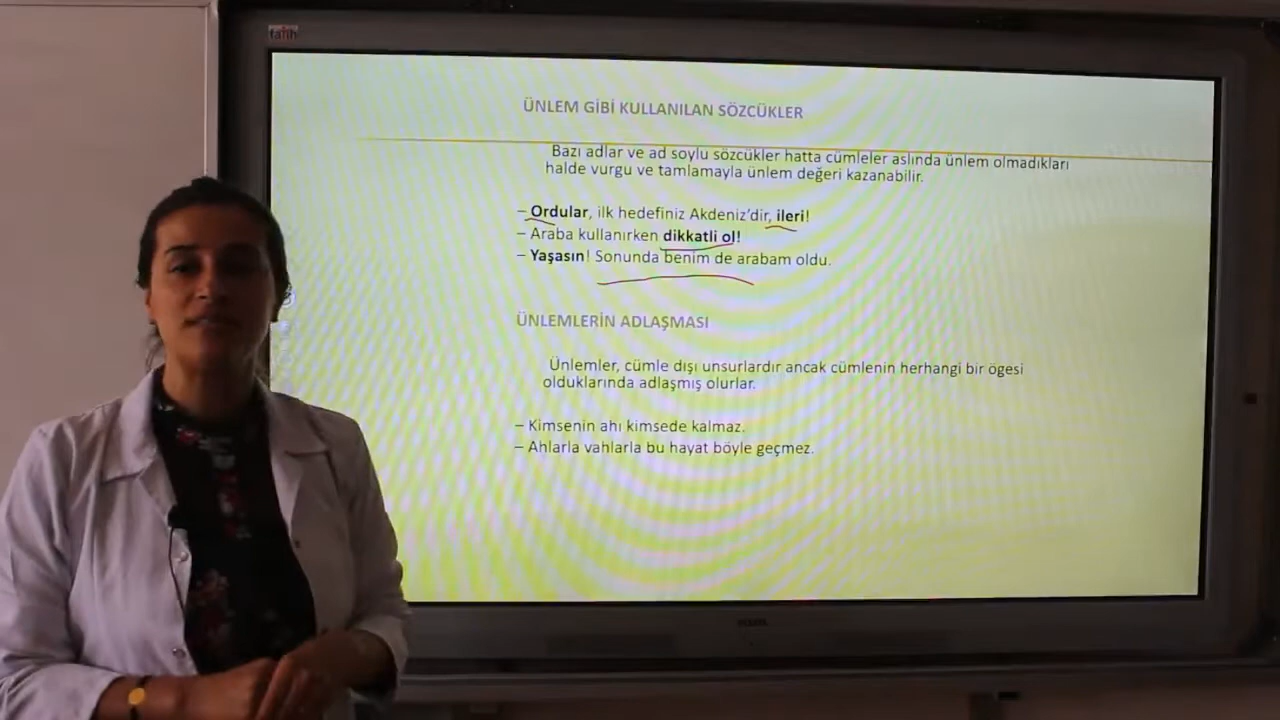 fatih
ÜNLEM GİBİ KULLANILAN SÖZCÜKLER
Bazı adlar ve ad soylu sözcükler hatta cümleler aslında ünlem olmadıkları
halde vurgu ve tamlamayla ünlem değeri kazanabilir.
– Ordular, ilk hedefiniz Akdeniz’dir, ileri!
– Araba kullanırken dikkatli ol!
– Yaşasın! Sonunda benim de arabam oldu.
ÜNLEMLERİN ADLAŞMASI
Ünlemler, cümle dışı unsurlardır ancak cümlenin herhangi bir ögesi
olduklarında adlaşmış olurlar.
– Kimsenin ahı kimsede kalmaz.
– Ahlarla vahlarla bu hayat böyle geçmez.